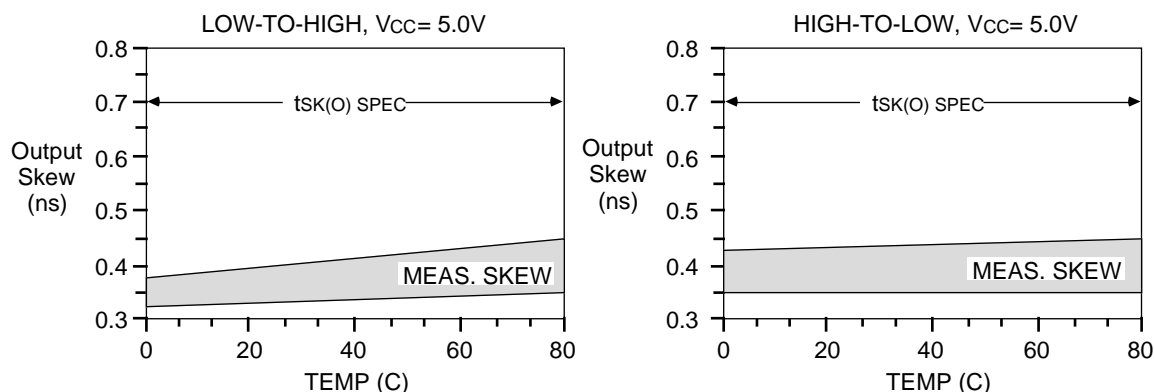 LOW-TO-HIGH, VCC= 5.0V
0.8
0.7
0.6
0.5
0.4
0.3
Output
Skew
(ns)
tSK(O) SPEC
MEAS. SKEW
0 20 40 60 80
TEMP (C)
HIGH-TO-LOW, VCC= 5.0V
0.8
0.7
0.6
0.5
0.4
0.3
Output
Skew
(ns)
tSK(O) SPEC
MEAS. SKEW
0 20 40 60 80
TEMP (C)